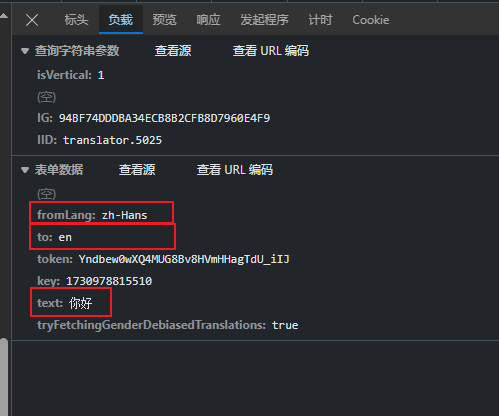 标头 负载 预览 响应 发起程序 计时 Cookie
查询字符串参数 查看源 查看 URL 编码
isVertical: 1
(空)
IG: 94BF74DDDBA34ECB8B2CFB8D7960E4F9
IID: translator.5025
表单数据 查看源 查看 URL 编码
(空)
fromLang: zh-Hans
to: en
token: Yndbew0wXQ4MUG8Bv8HVmHHagTdU_iIJ
key: 1730978815510
text: 你好
tryFetchingGenderDebiasedTranslations: true